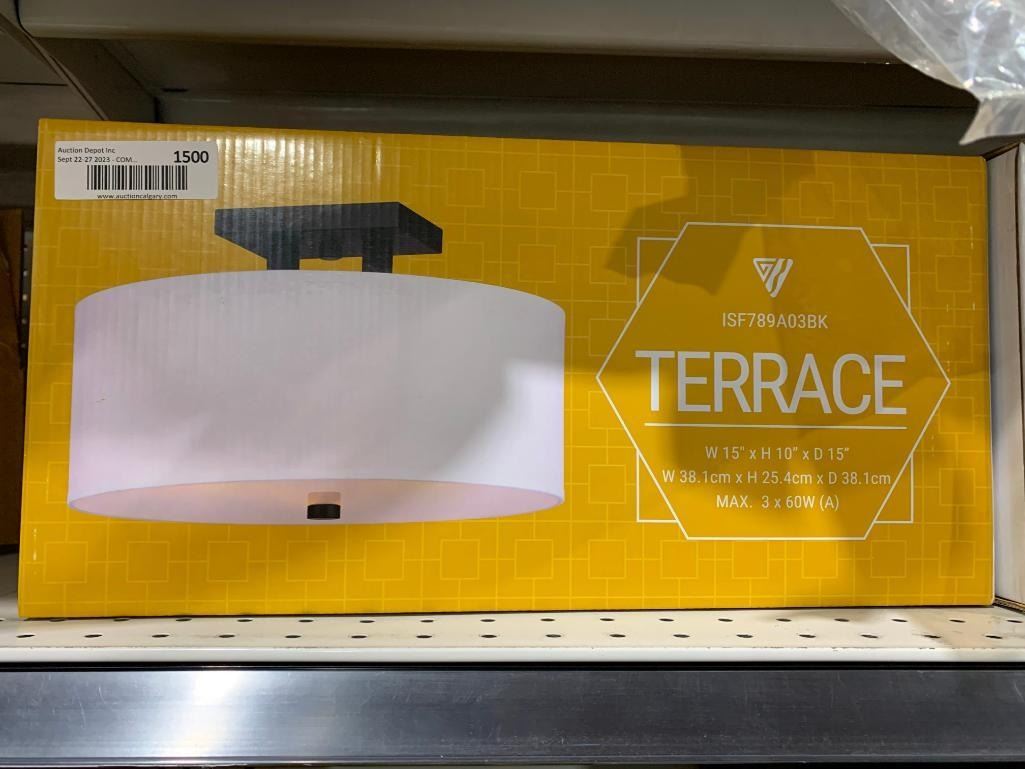 Auction Depot Inc
Sept 22-27 2023 - COM... 1500
www.auctioncalgary.com
ISF789A03BK
TERRACE
W 15" x H 10" x D 15"
W 38.1cm x H 25.4cm x D 38.1cm
MAX. 3 x 60W (A)